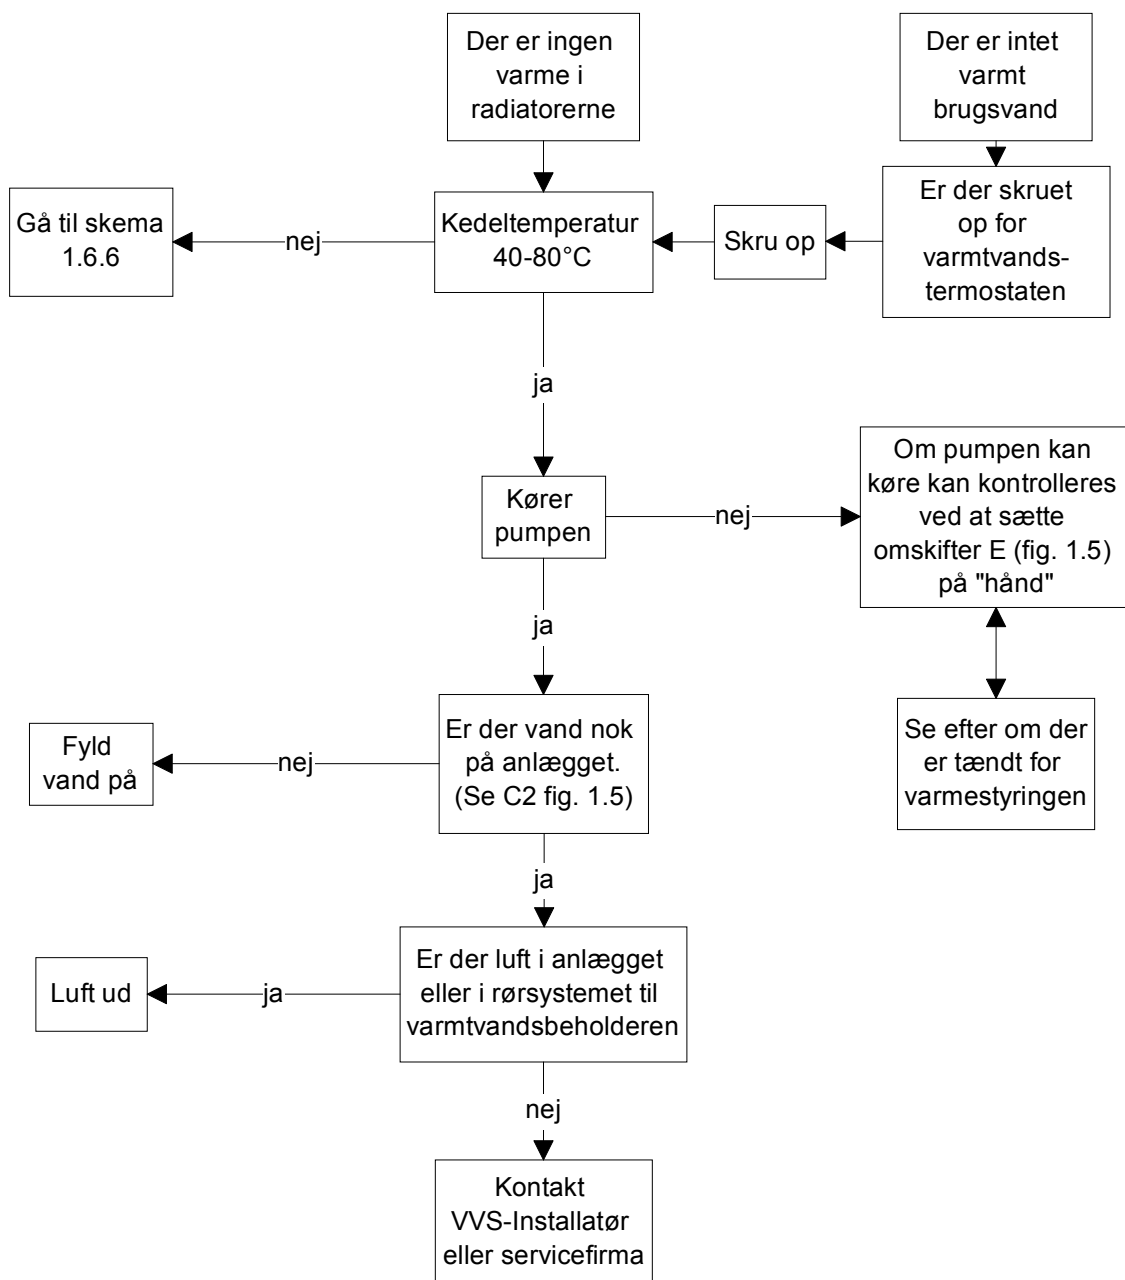 Der er ingen
varme i
radiatorerne
Der er intet
varmt
brugsvand
Gå til skema
1.6.6
nej
Kedeltemperatur
40-80°C
Skru op
Er der skruet
op for
varmtvands-
termostaten
ja
Kører
pumpen
nej
Om pumpen kan
køre kan kontrolleres
ved at sætte
omskifter E (fig. 1.5)
på "hånd"
ja
Fyld
vand på
nej
Er der vand nok
på anlægget.
(Se C2 fig. 1.5)
Se efter om der
er tændt for
varmestyringen
ja
Luft ud
ja
Er der luft i anlægget
eller i rørsystemet til
varmtvandsbeholderen
nej
Kontakt
VVS-Installatør
eller servicefirma